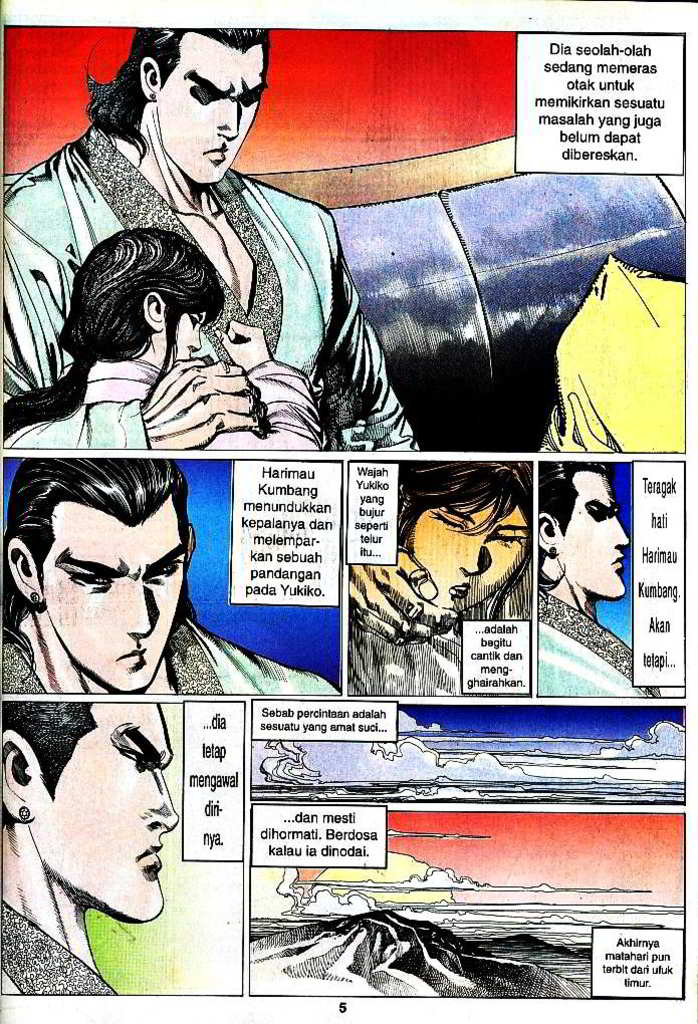 Dia seolah-olah
sedang memeras
otak untuk
memikirkan sesuatu
masalah yang juga
belum dapat
dibereskan.
Harimau
Kumbang
menundukkan
kepalanya dan
melempar-
kan sebuah
pandangan
pada Yukiko.
Wajah
Yukiko
yang
bujur
seperti
telur
itu...
...adalah
begitu
cantik dan
meng-
ghairahkan.
Teragak
hati
Harimau
Kumbang.
Akan
tetapi...
...dia
tetap
mengawal
diri-
nya.
Sebab percintaan adalah
sesuatu yang amat suci...
...dan mesti
dihormati. Berdosa
kalau ia dinodai.
Akhirnya
matahari pun
terbit dari ufuk
timur.
5